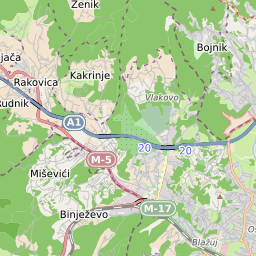 Zenik
jača
Bojnik
Rakovica
Kakrinje
Vlakovo
udnik
A1
20
20
M-5
Miševići
M-17
Binježevo
Blažuj